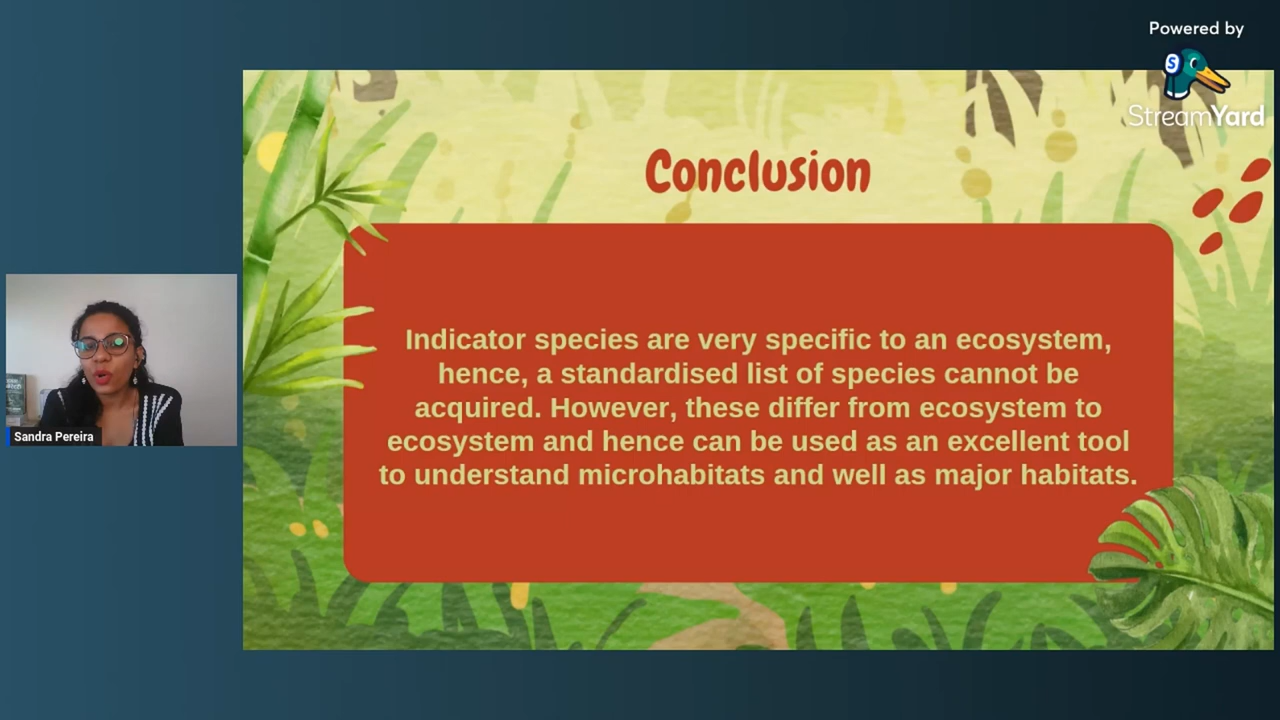 Powered by
StreamYard
Conclusion
Indicator species are very specific to an ecosystem,
hence, a standardised list of species cannot be
acquired. However, these differ from ecosystem to
ecosystem and hence can be used as an excellent tool
to understand microhabitats and well as major habitats.
Sandra Pereira